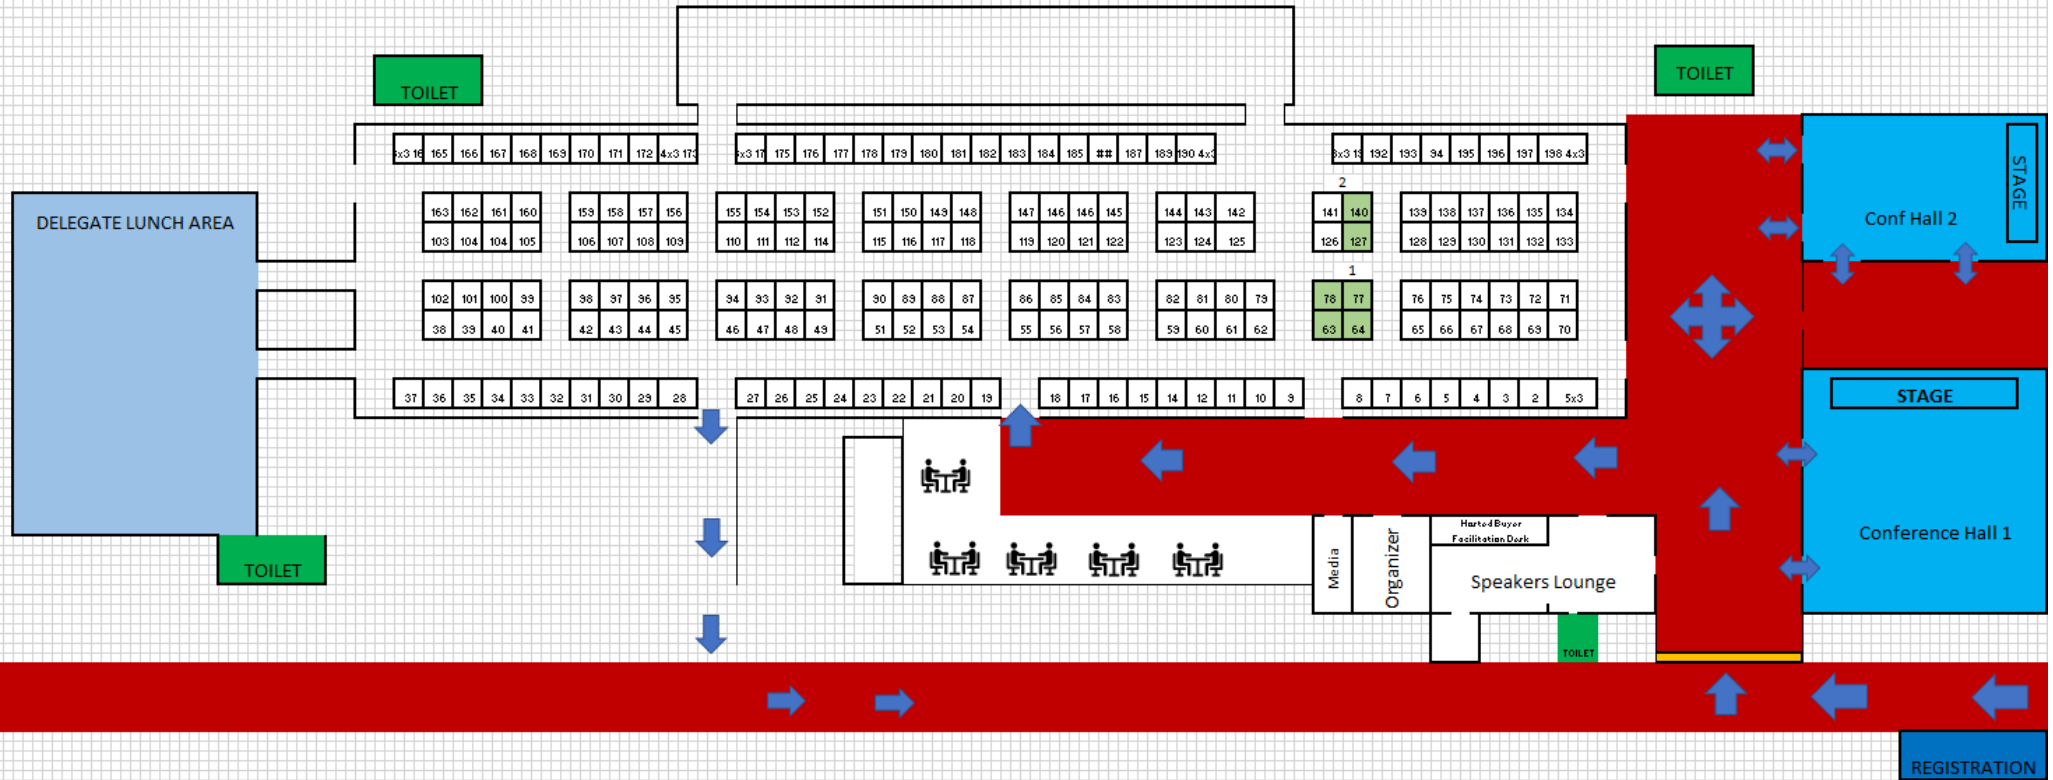 TOILET
TOILET
165 166 167 168 169 170 171 172 4x3 173
175 176 177 178 179 180 181 182 183 184 185 ## 187 189 190 4x3
192 193 94 195 196 197 198 4x3
STAGE
DELEGATE LUNCH AREA
Conf Hall 2
2
163 162 161 160 159 158 157 156 155 154 153 152 151 150 149 148 147 146 146 145 144 143 142 141 140 139 138 137 136 135 134
103 104 104 105 106 107 108 109 110 111 112 114 115 116 117 118 119 120 121 122 123 124 125 126 127 128 129 130 131 132 133
1
102 101 100 99 98 97 96 95 94 93 92 91 90 89 88 87 86 85 84 83 82 81 80 79 78 77 76 75 74 73 72 71
38 39 40 41 42 43 44 45 46 47 48 49 51 52 53 54 55 56 57 58 59 60 61 62 63 64 65 66 67 68 69 70
37 36 35 34 33 32 31 30 29 28 27 26 25 24 23 22 21 20 19 18 17 16 15 14 12 11 10 9 8 7 6 5 4 3 2 5x3
STAGE
Conference Hall 1
Media
Organizer
Hosted Buyer
Facilitation Desk
Speakers Lounge
TOILET
TOILET
REGISTRATION